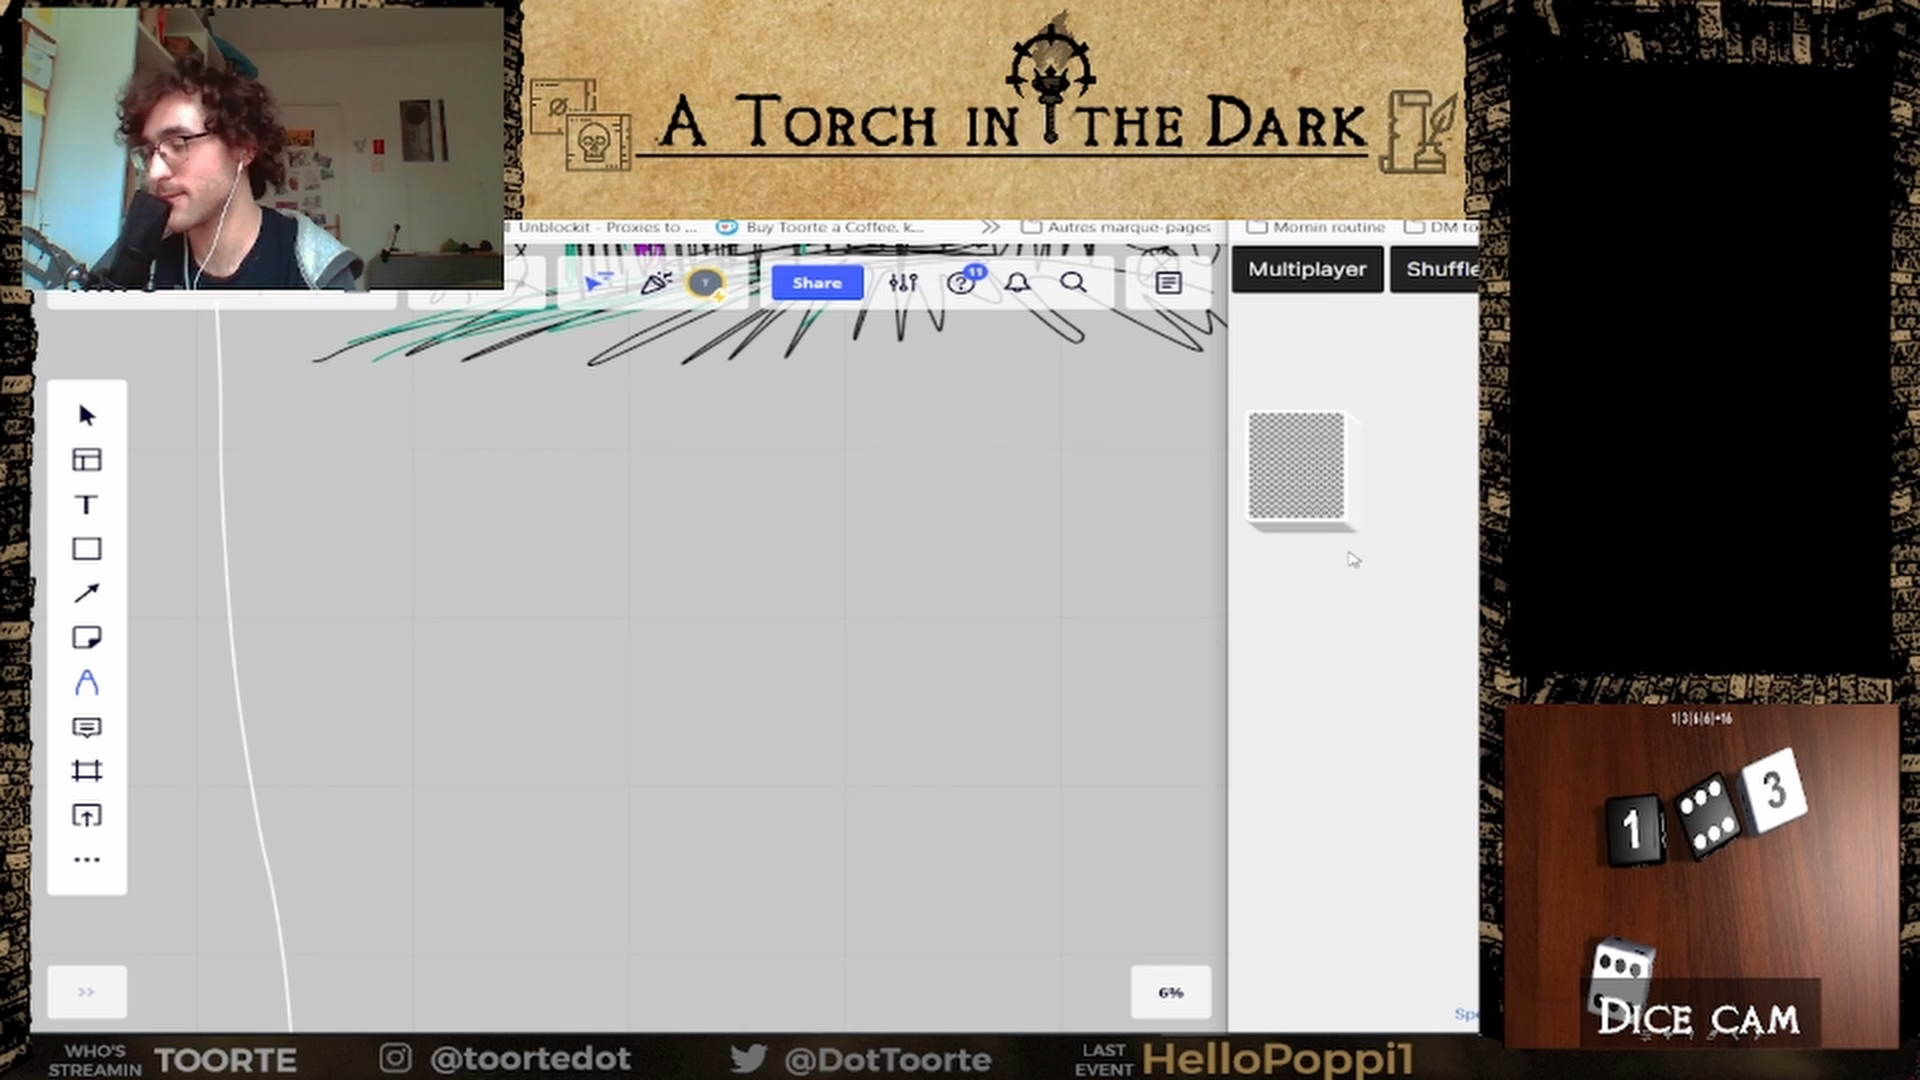 A TORCH IN THE DARK
Unblockit - Proxies to ...
Buy Toorte a Coffee. k...
Autres marque-pages
Mornin routine
DM to
Share
11
Multiplayer
Shuffle
T
6%
Spe
1|3|6|6|=16
1
3
DICE CAM
WHO'S
STREAMIN
TOORTE
@toortedot
@DotToorte
LAST
EVENT
HelloPoppi1